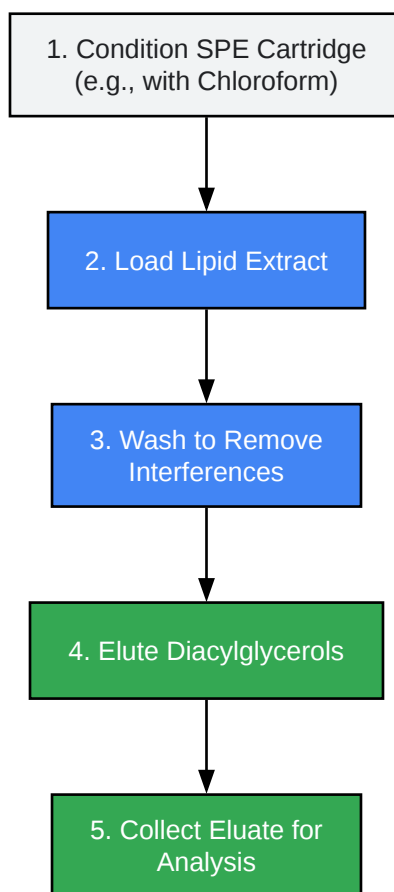 1. Condition SPE Cartridge
(e.g., with Chloroform)
2. Load Lipid Extract
3. Wash to Remove
Interferences
4. Elute Diacylglycerols
5. Collect Eluate for
Analysis